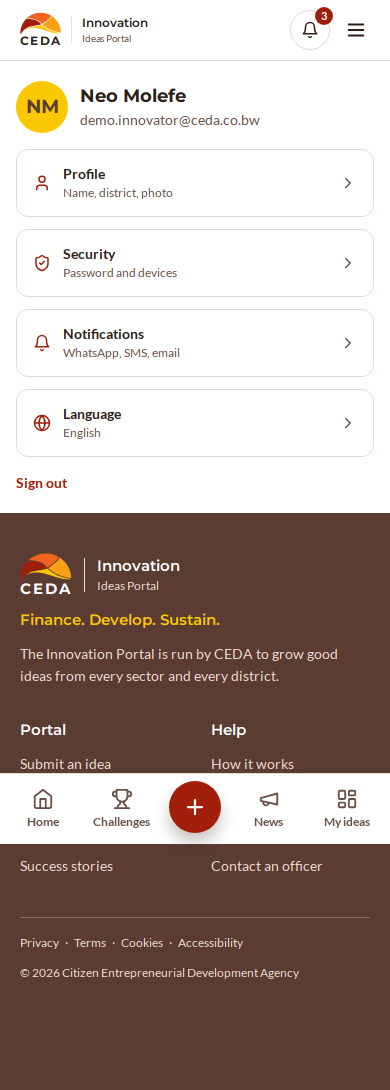 CEDA
Innovation
Ideas Portal
3
NM
Neo Molefe
demo.innovator@ceda.co.bw
Profile
Name, district, photo
Security
Password and devices
Notifications
WhatsApp, SMS, email
Language
English
Sign out
CEDA
Innovation
Ideas Portal
Finance. Develop. Sustain.
The Innovation Portal is run by CEDA to grow good
ideas from every sector and every district.
Portal
Help
Submit an idea
How it works
Home
Challenges
News
My ideas
Success stories
Contact an officer
Privacy · Terms · Cookies · Accessibility
© 2026 Citizen Entrepreneurial Development Agency